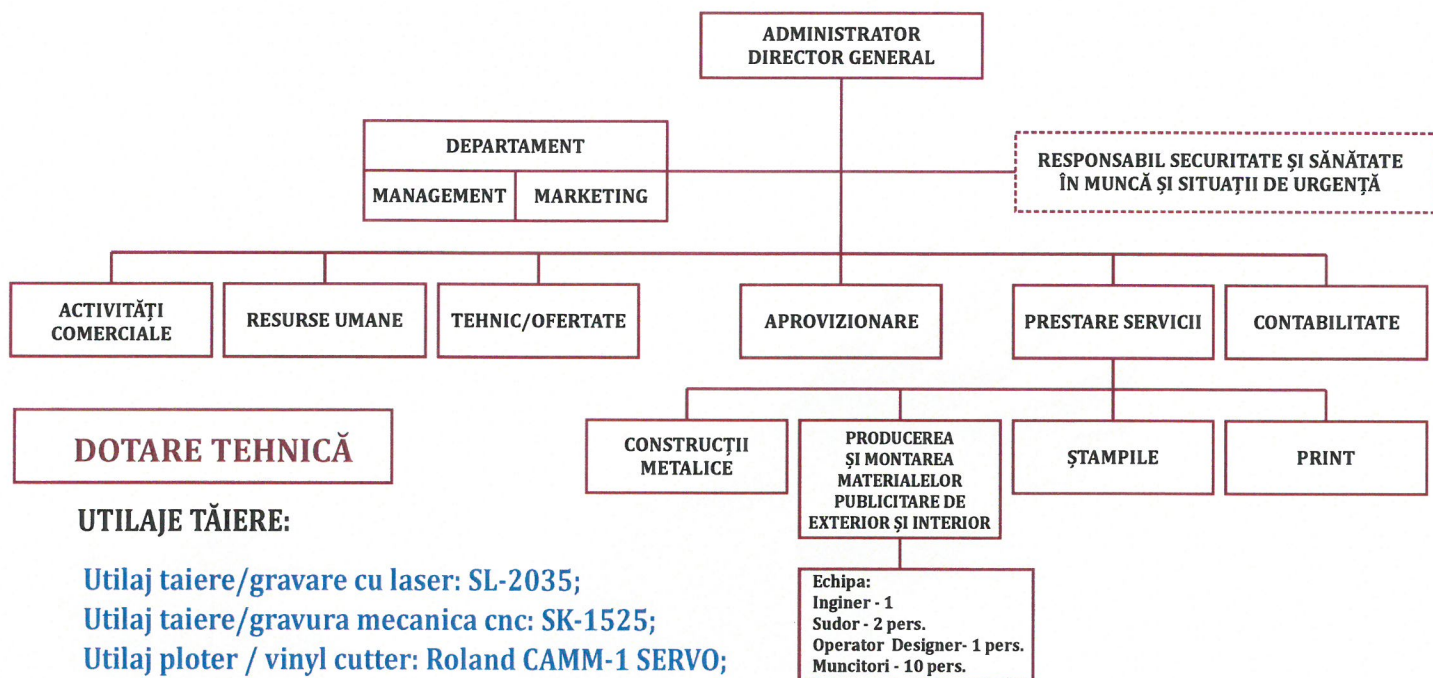 ADMINISTRATOR
DIRECTOR GENERAL
DEPARTAMENT
MANAGEMENT
MARKETING
RESPONSABIL SECURITATE ȘI SĂNĂTATE
ÎN MUNCĂ ȘI SITUAȚII DE URGENȚĂ
ACTIVITĂȚI
COMERCIALE
RESURSE UMANE
TEHNIC/OFERTATE
APROVIZIONARE
PRESTARE SERVICII
CONTABILITATE
CONSTRUCȚII
METALICE
PRODUCEREA
ȘI MONTAREA
MATERIALELOR
PUBLICITARE DE
EXTERIOR ȘI INTERIOR
ȘTAMPILE
PRINT
Echipa:
Inginer - 1
Sudor - 2 pers.
Operator Designer- 1 pers.
Muncitori - 10 pers.
DOTARE TEHNICĂ
UTILAJE TĂIERE:
Utilaj taiere/gravare cu laser: SL-2035;
Utilaj taiere/gravura mecanica cnc: SK-1525;
Utilaj ploter / vinyl cutter: Roland CAMM-1 SERVO;